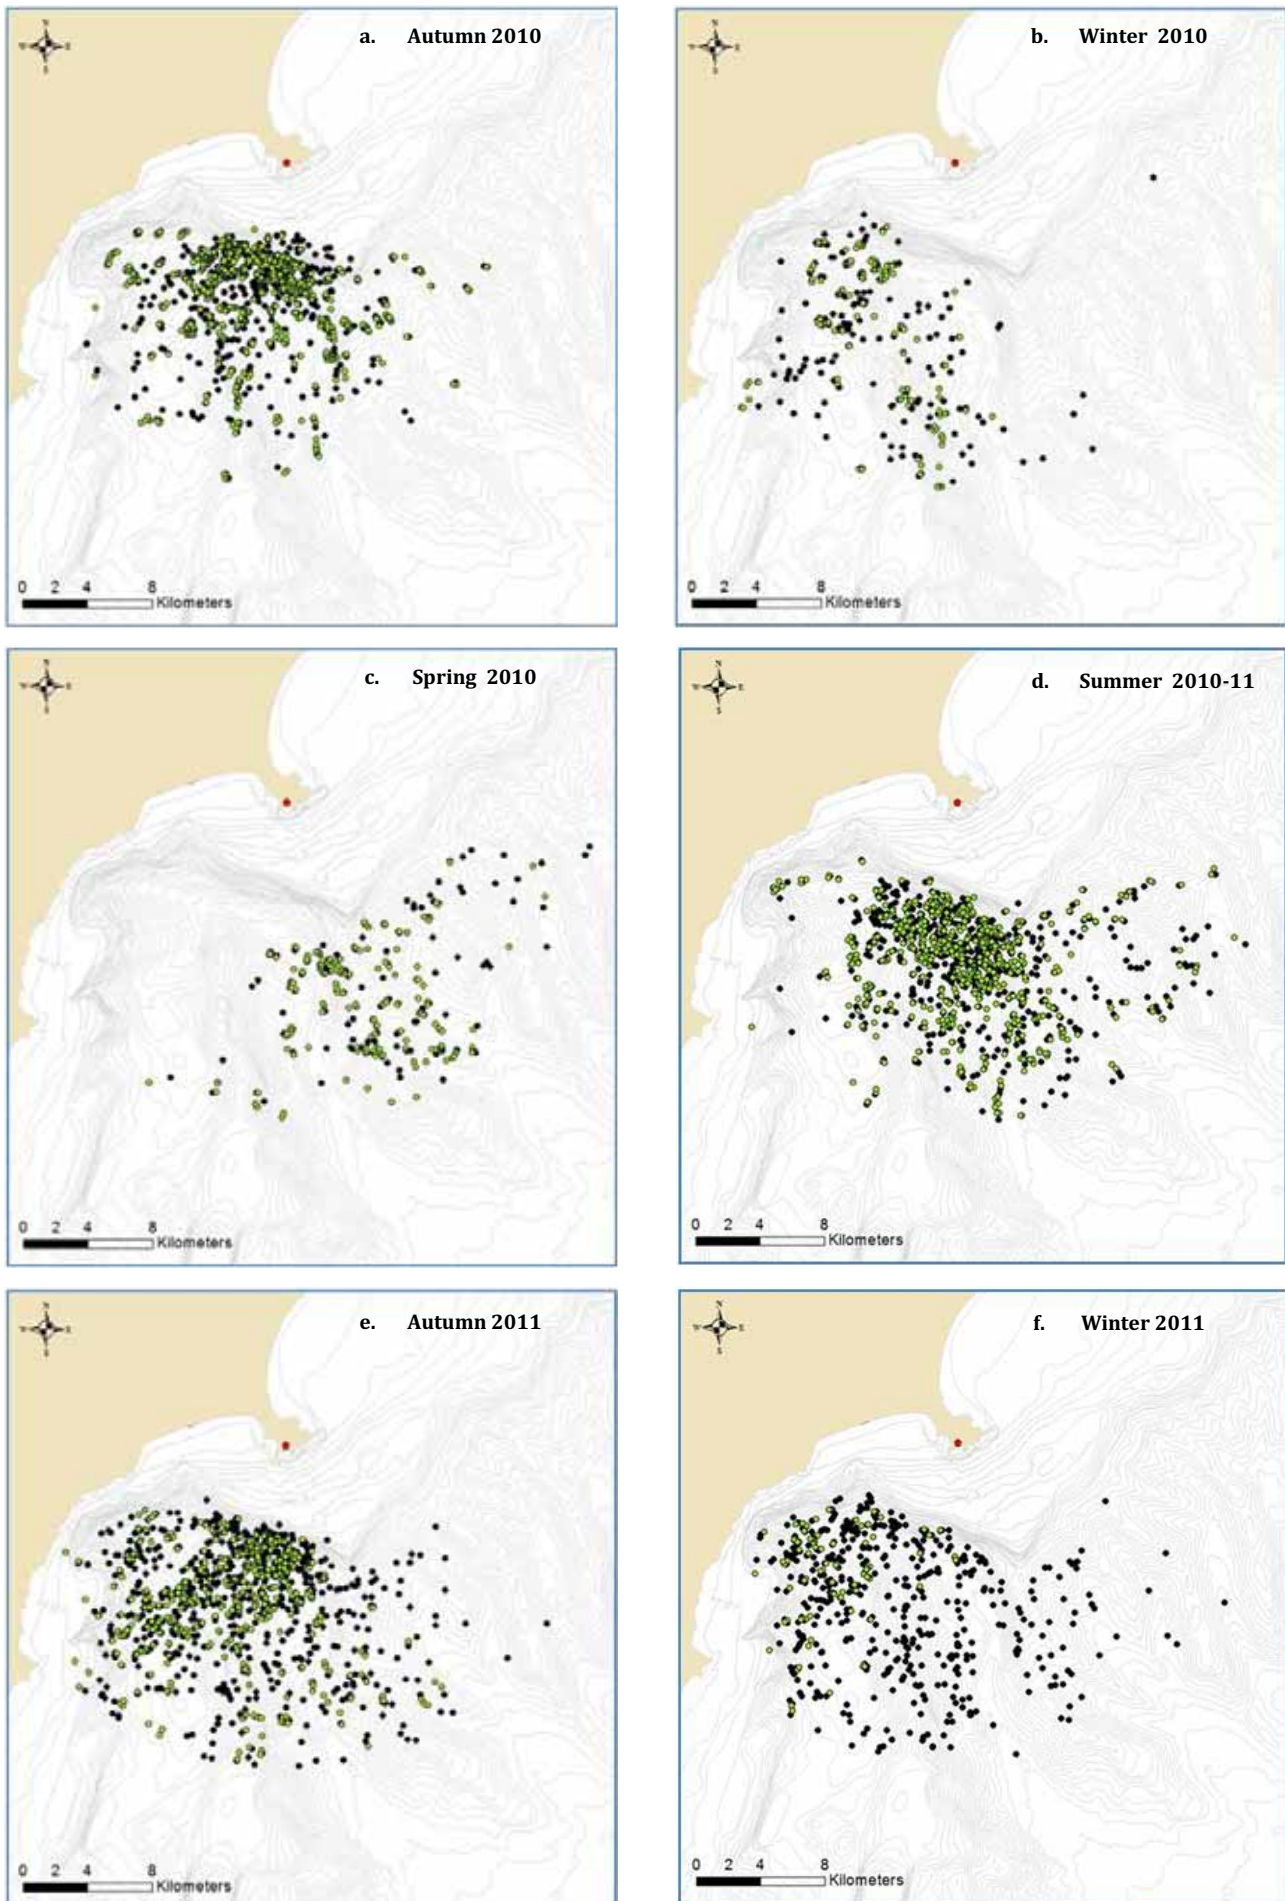 a. Autumn 2010
N
W E
S
0 2 4 8
Kilometers
b. Winter 2010
N
W E
S
0 2 4 8
Kilometers
c. Spring 2010
N
W E
S
0 2 4 8
Kilometers
d. Summer 2010-11
N
W E
S
0 2 4 8
Kilometers
e. Autumn 2011
N
W E
S
0 2 4 8
Kilometers
f. Winter 2011
N
W E
S
0 2 4 8
Kilometers